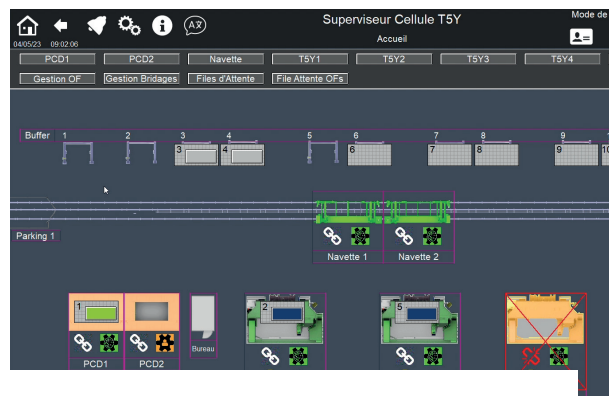 Superviseur Cellule T5Y
Mode de
Accueil
04/05/23 09:02:06
PCD1 PCD2 Navette T5Y1 T5Y2 T5Y3 T5Y4
Gestion OF Gestion Bridages Files d'Attente File Attente OFs
Buffer 1 2 3 4 5 6 7 8 9
3 4 6 7 8 9 10
Parking 1
Navette 1 Navette 2
1 2 5
Bureau
PCD1 PCD2